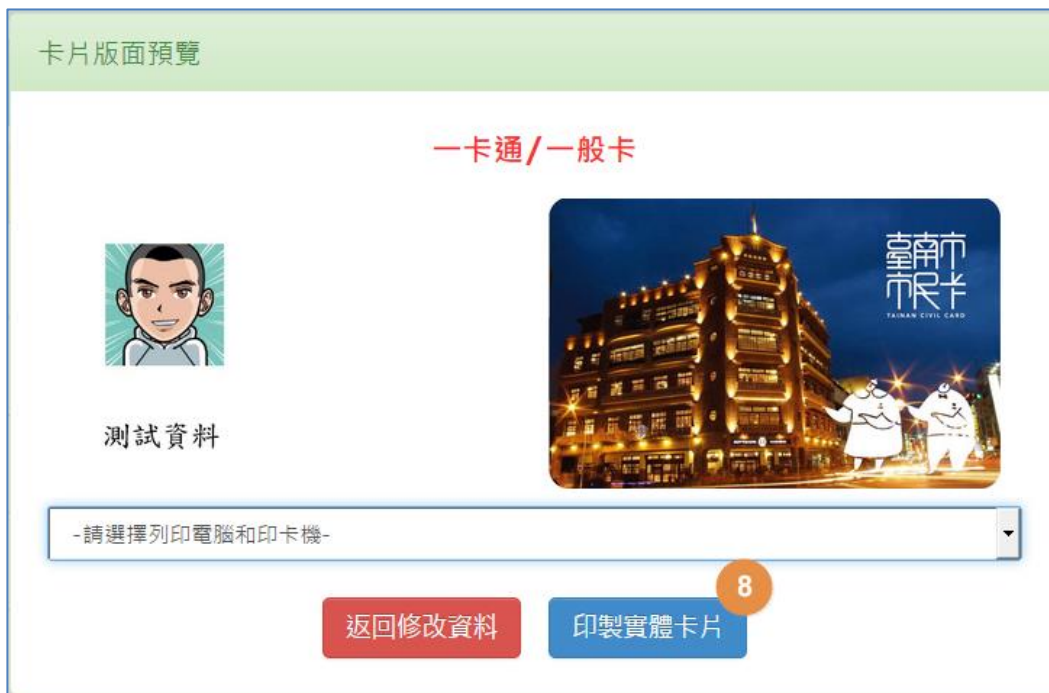 卡片版面預覽
一卡通/一般卡
臺南市
市民卡
TAINAN CIVIL CARD
測試資料
-請選擇列印電腦和印卡機-
8
返回修改資料
印製實體卡片